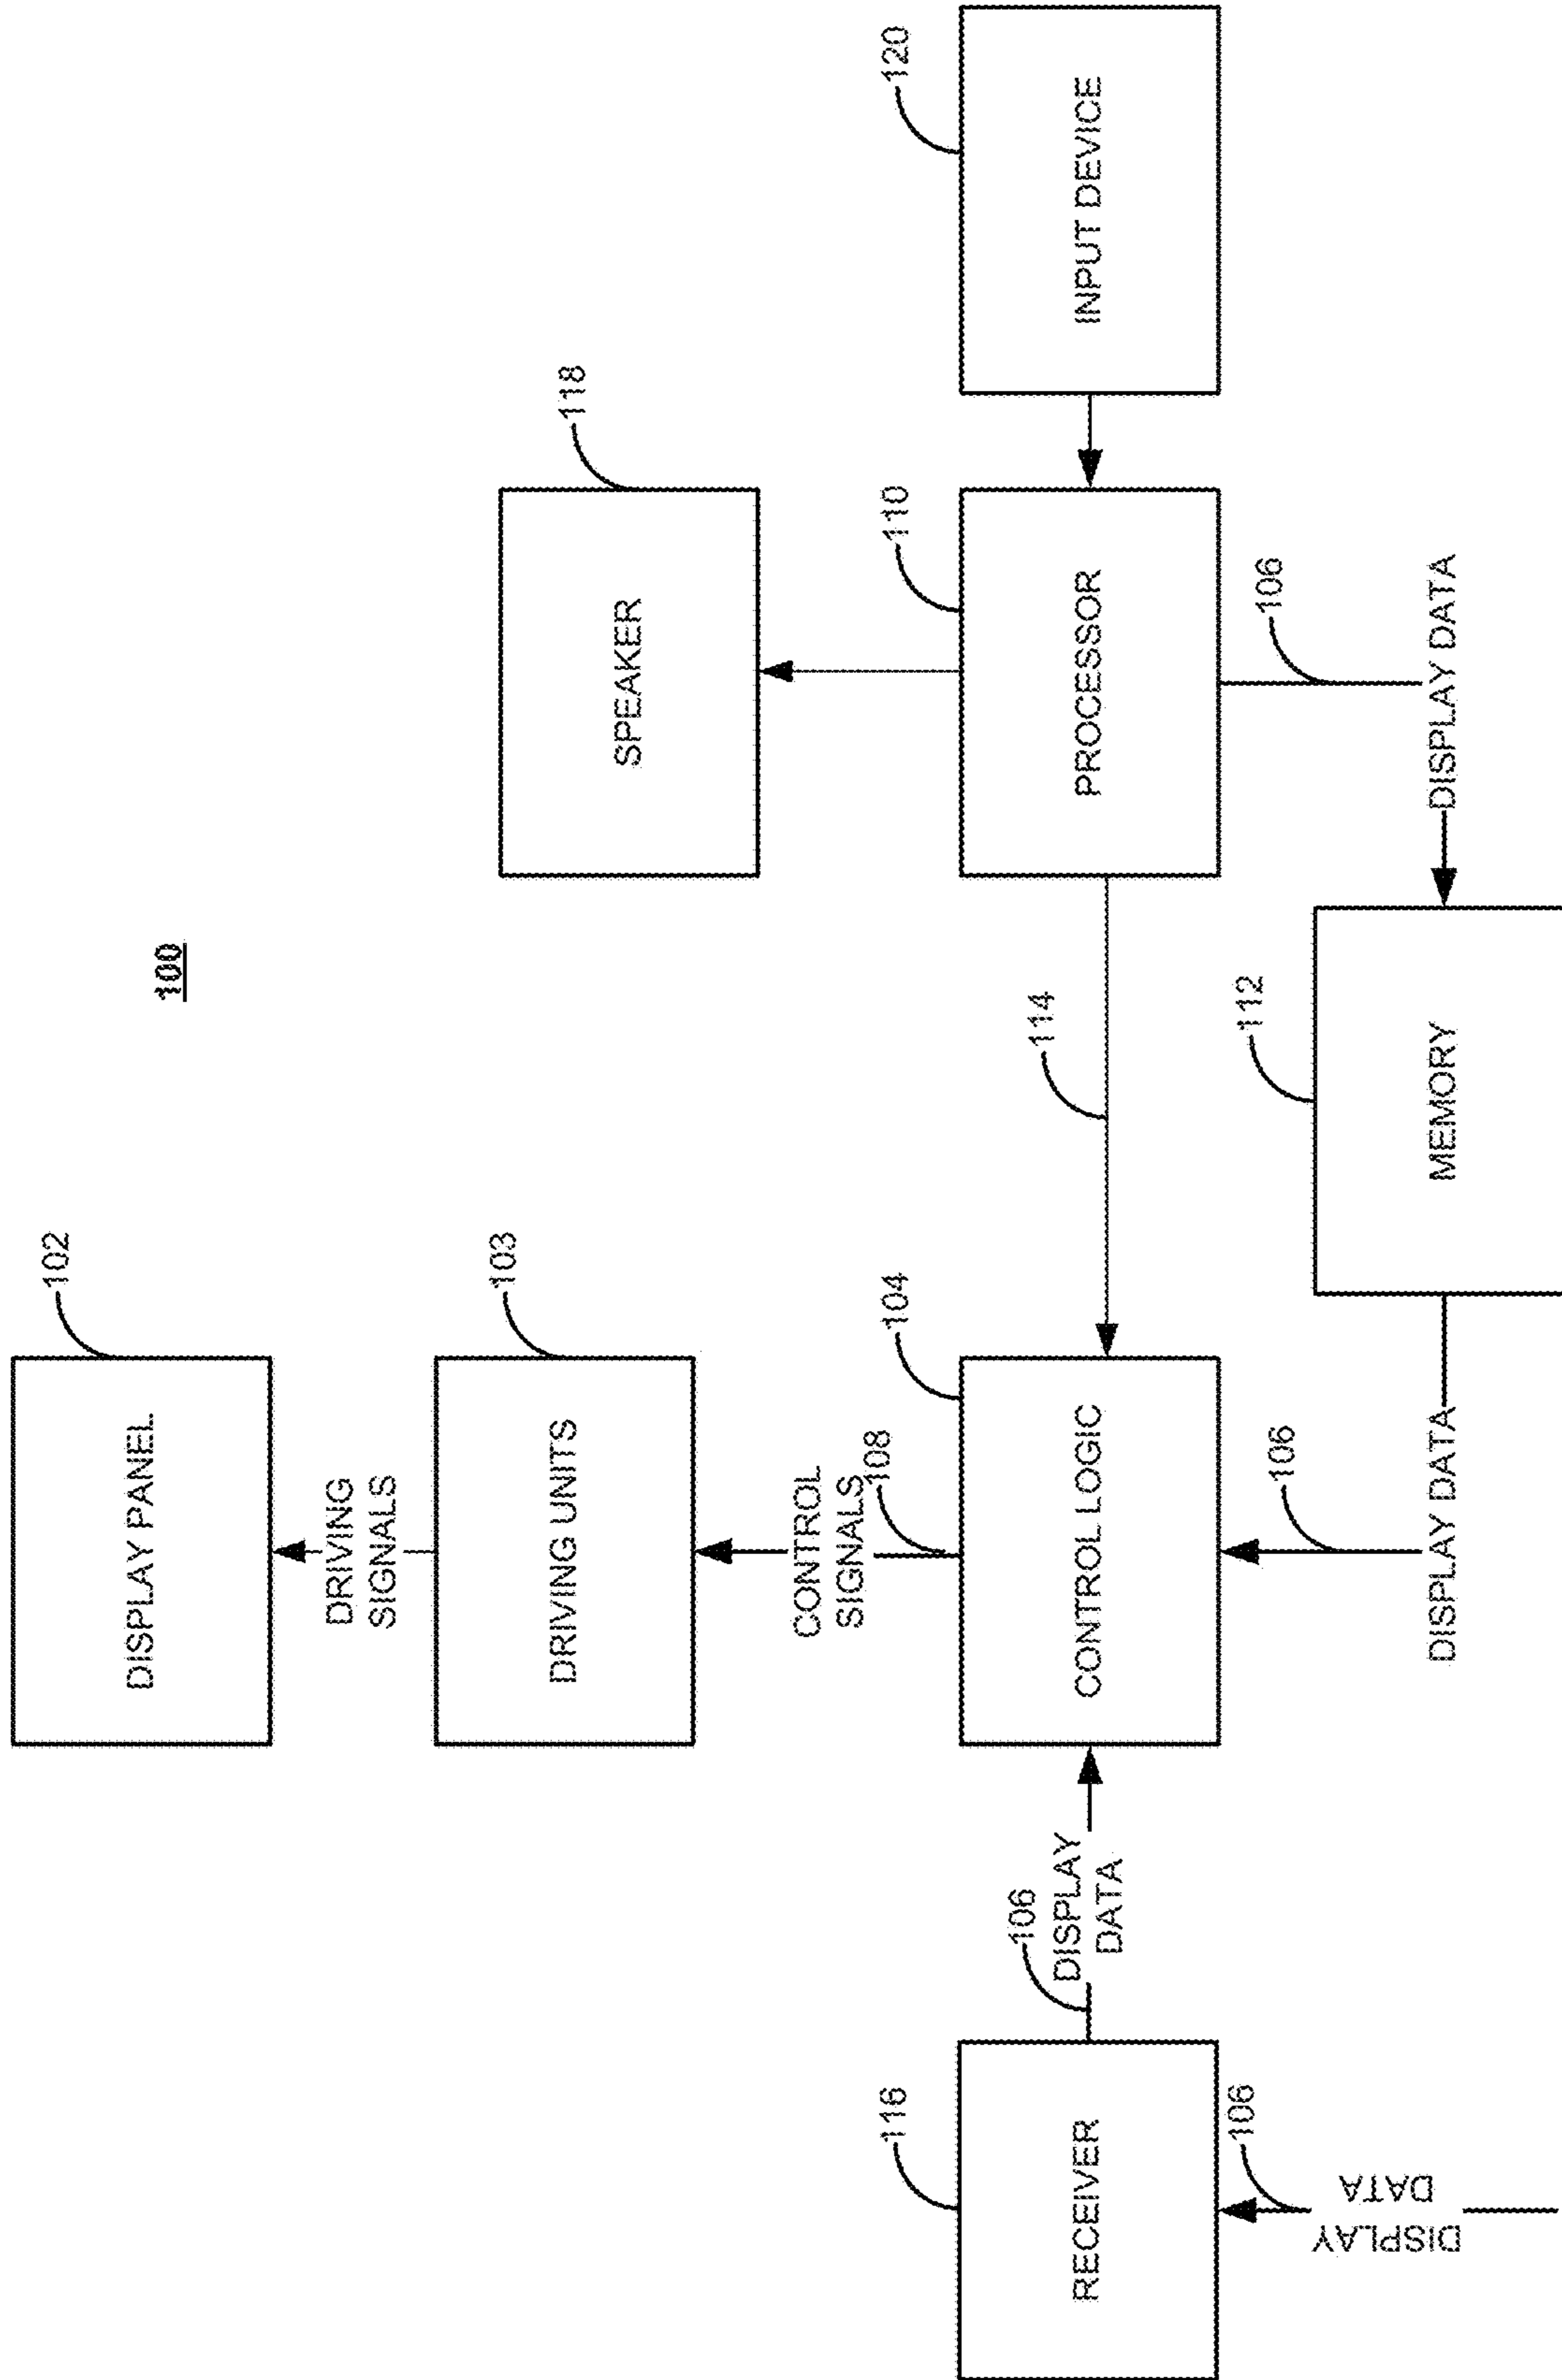 102
DISPLAY PANEL
100
DRIVING
SIGNALS
103
DRIVING UNITS
118
SPEAKER
CONTROL
SIGNALS
108
116
104
110
120
RECEIVER
106
DISPLAY
DATA
CONTROL LOGIC
114
PROCESSOR
INPUT DEVICE
106
DISPLAY
DATA
106
DISPLAY DATA
112
MEMORY
106
DISPLAY DATA